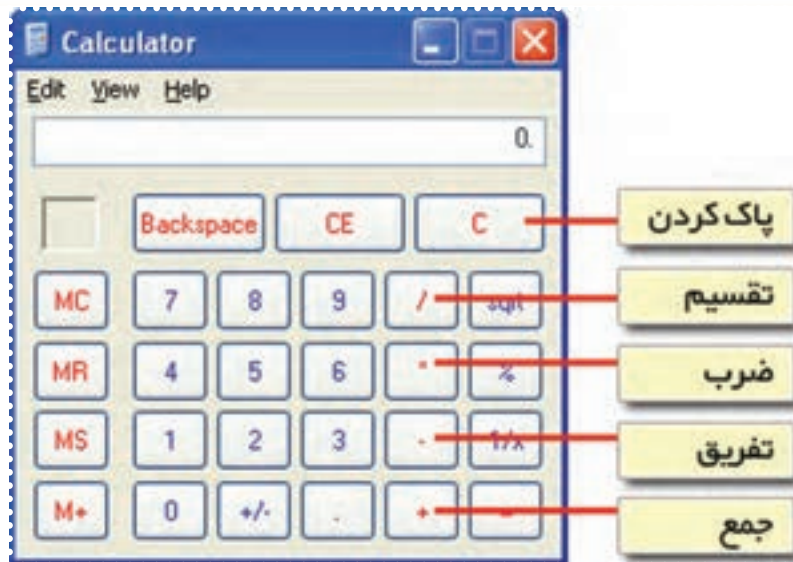 Calculator
Edit View Help
0.
Backspace CE C
پاک کردن
MC 7 8 9 / sqrt
تقسیم
MR 4 5 6 * %
ضرب
MS 1 2 3 - 1/x
تفریق
M+ 0 +/- . + =
جمع